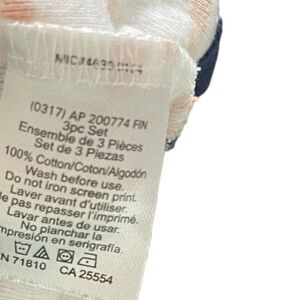 (0317) AP 200774 FIN
3pc Set
Ensemble de 3 Pièces
Set de 3 Piezas
100% Cotton/Coton/Algodón
Wash before use.
Do not iron screen print.
Laver avant d'utiliser.
pas repasser l'imprimé.
Lavar antes de usar.
No planchar la
en serigrafía.
71810 CA 25554